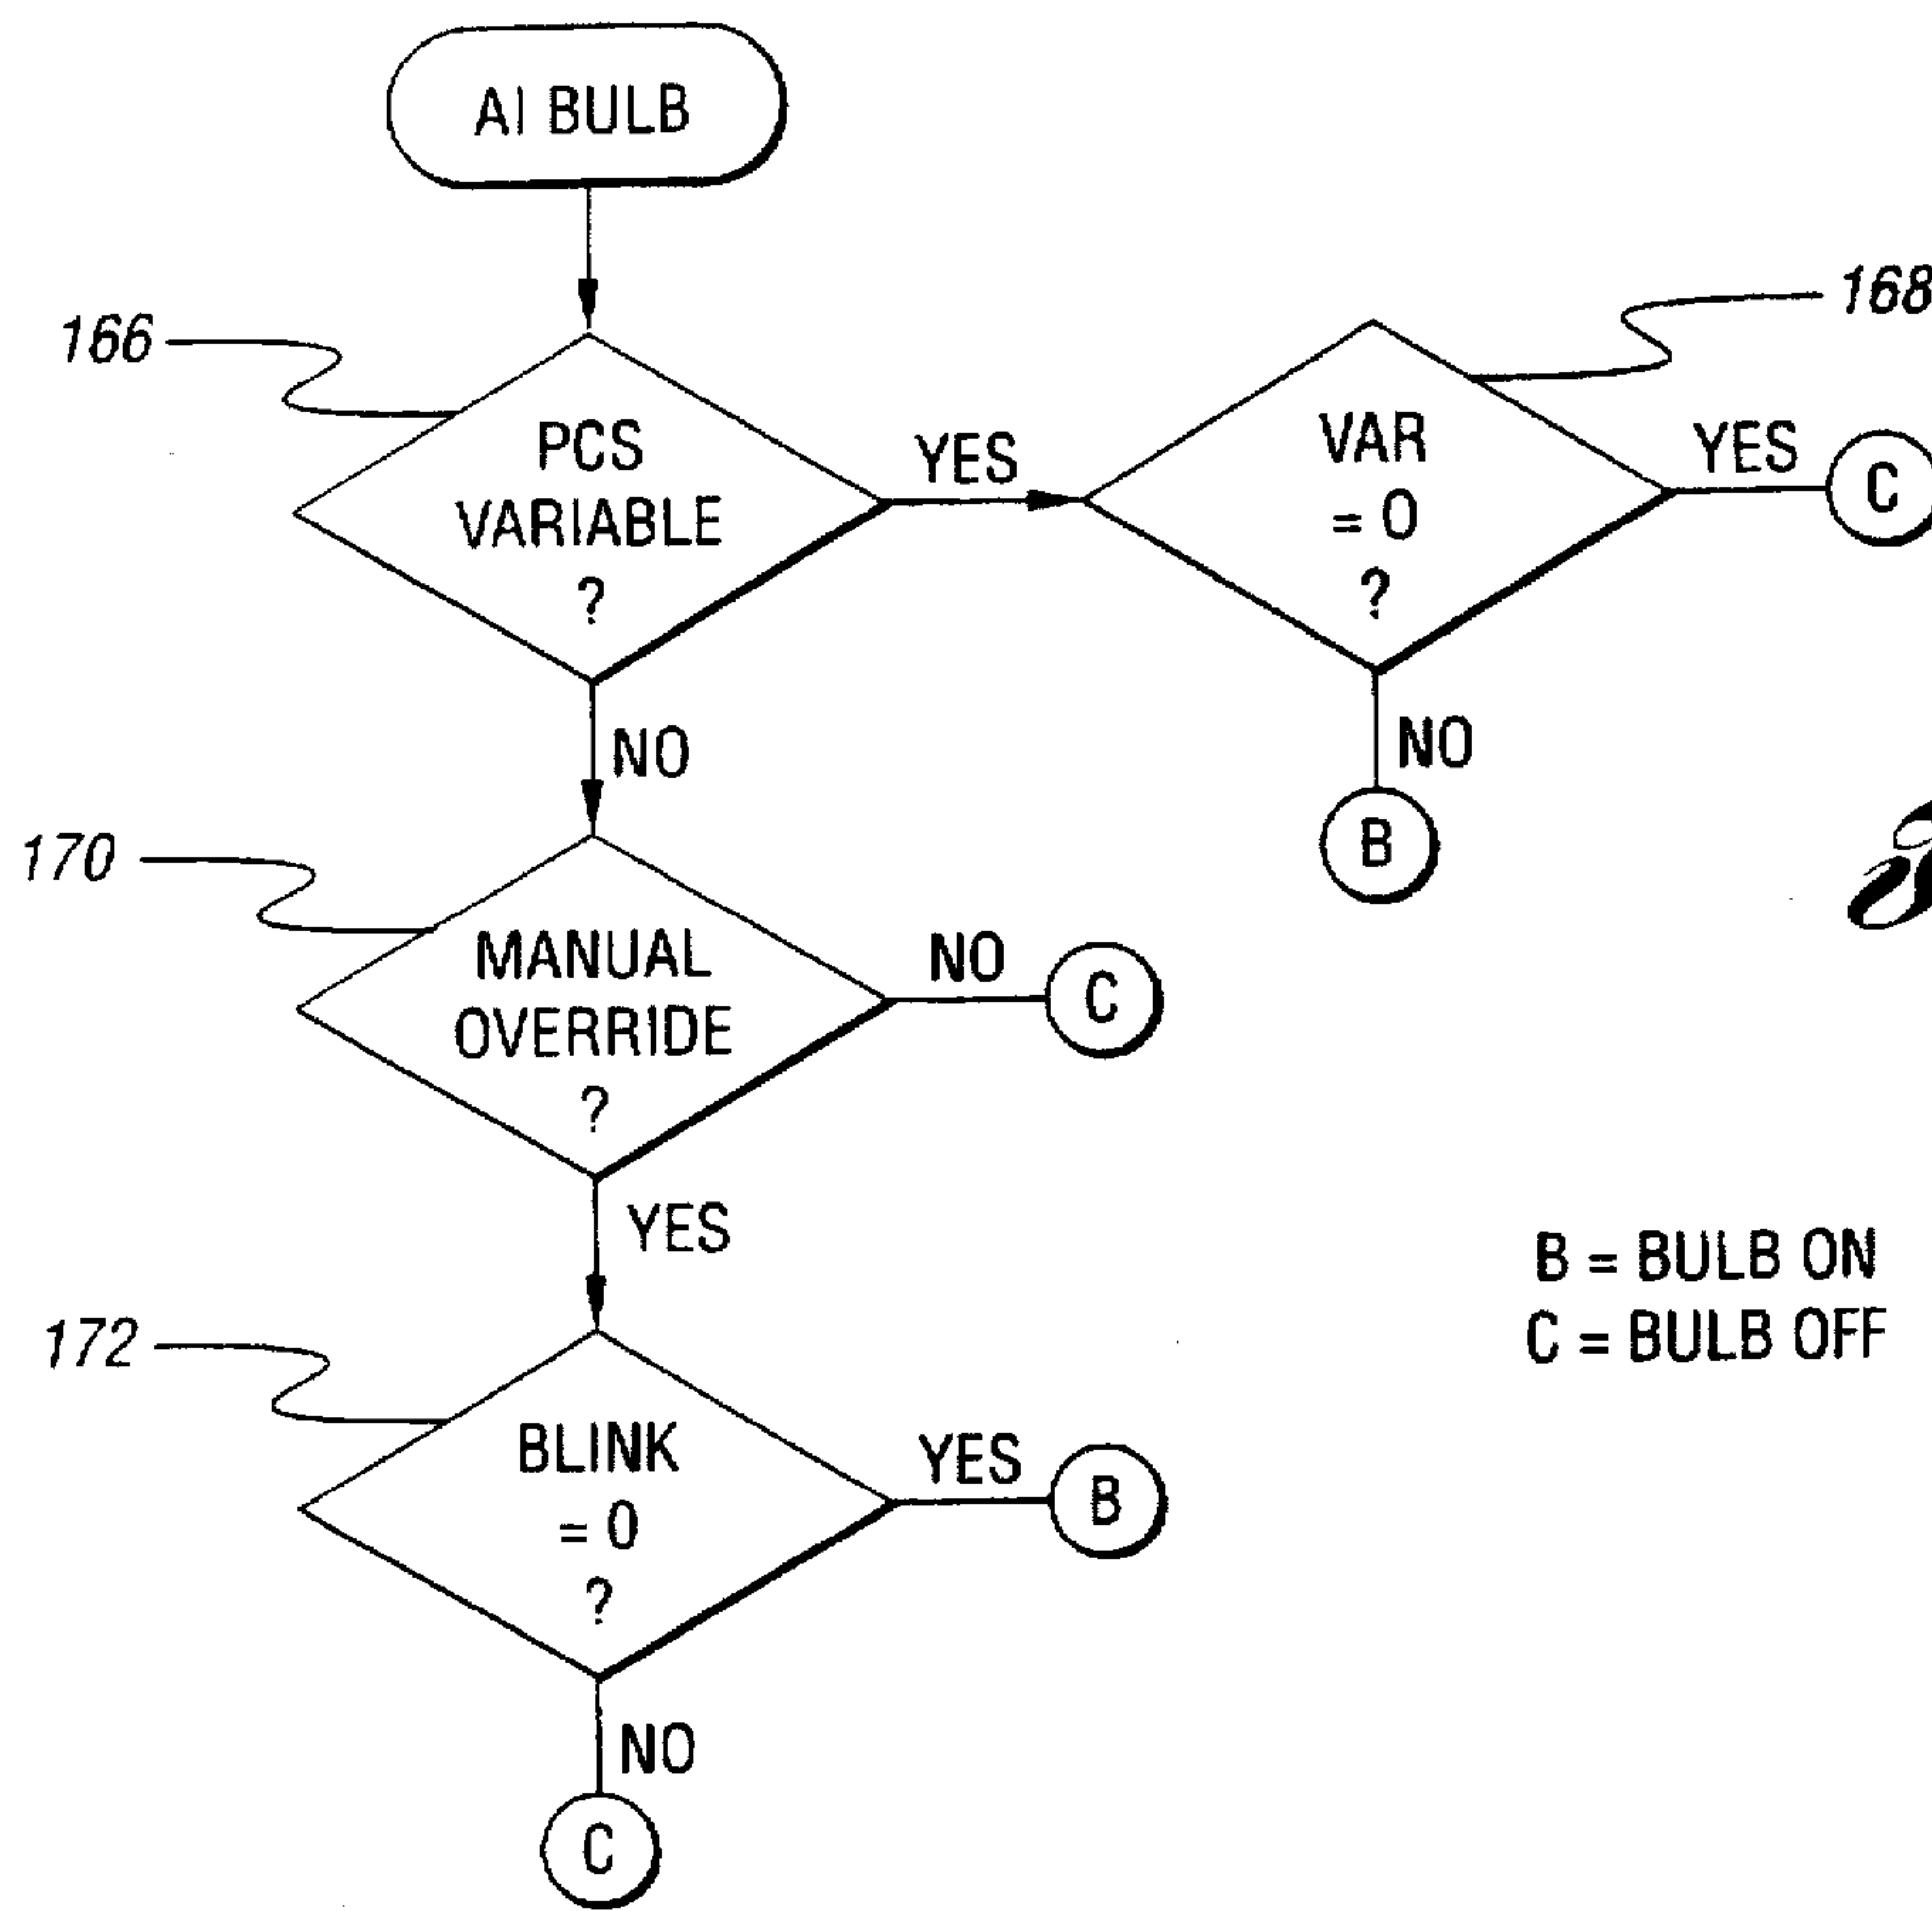 AI BULB
166
168
PCS
VARIABLE
?
YES
VAR
= 0
?
YES
C
NO
NO
B
170
MANUAL
OVERRIDE
?
NO
C
YES
B = BULB ON
C = BULB OFF
172
BLINK
= 0
?
YES
B
NO
C